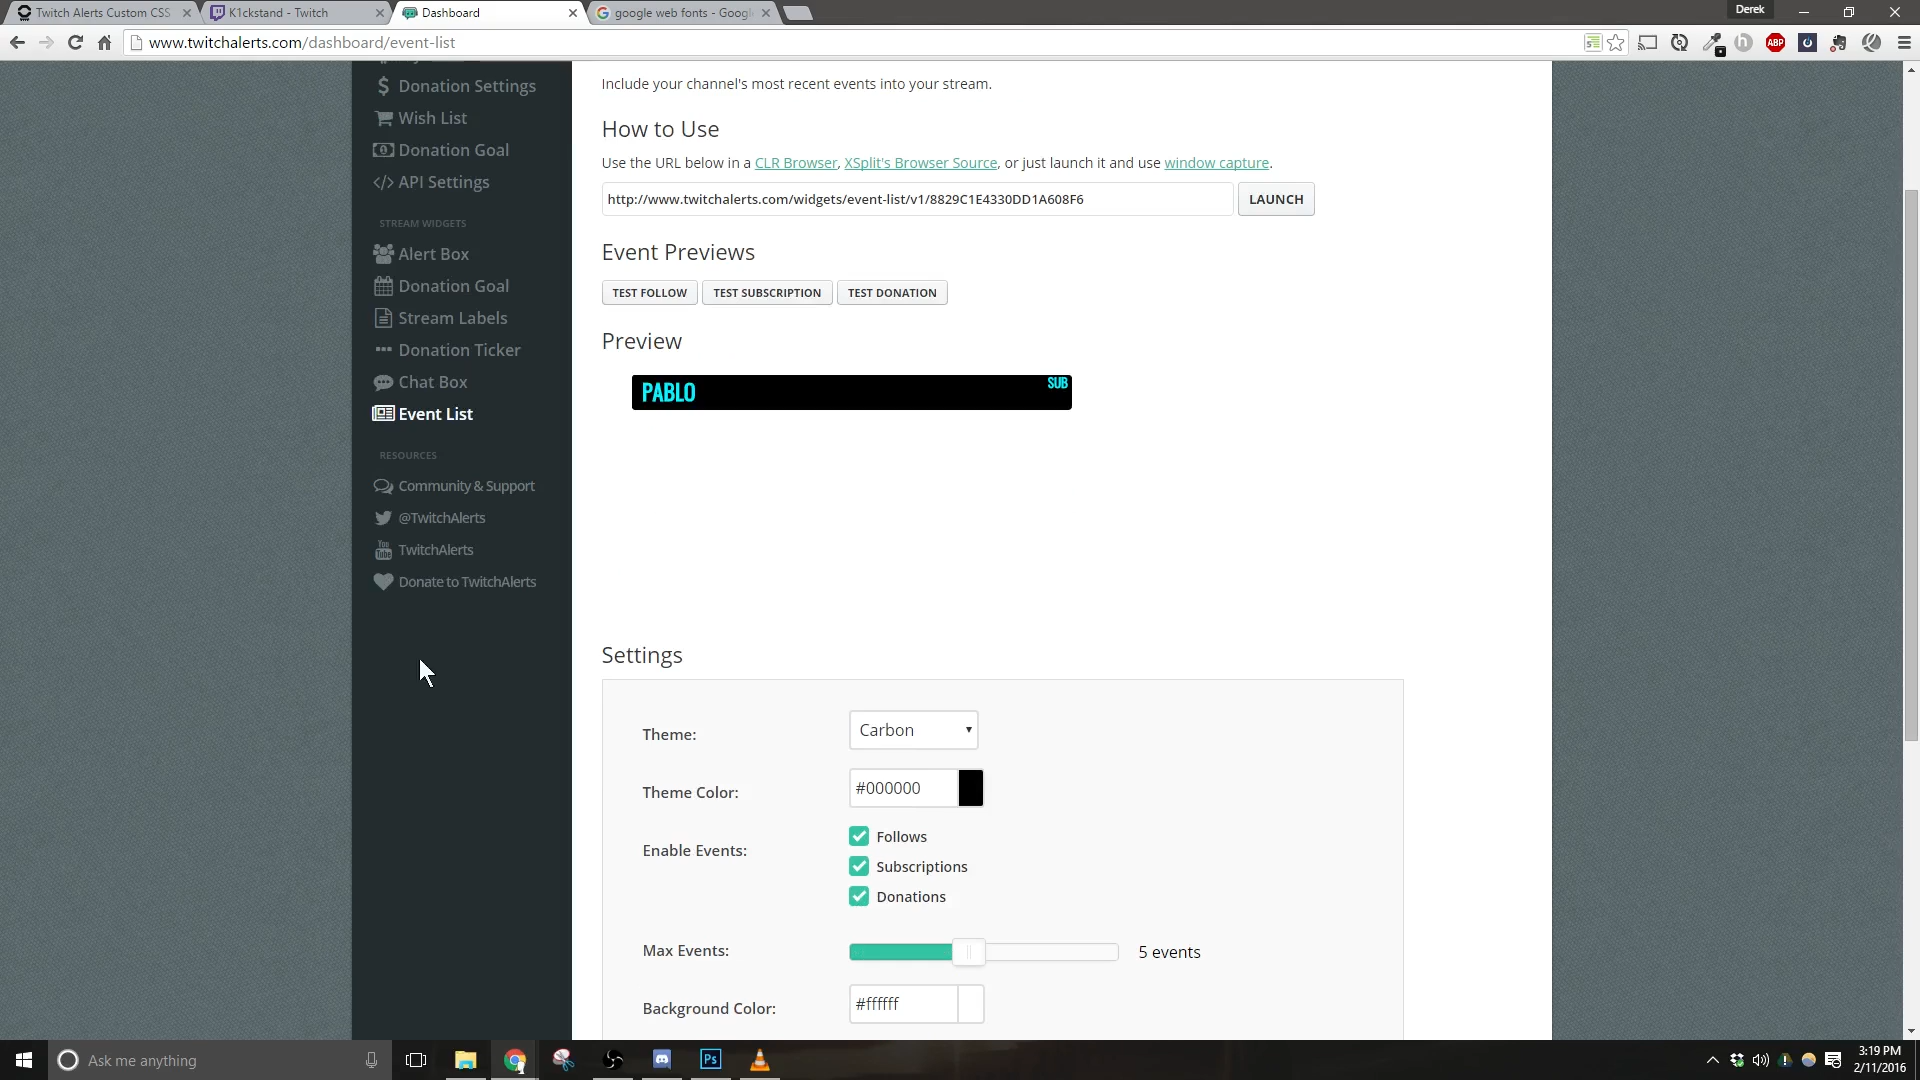 Twitch Alerts Custom CSS
K1ckstand - Twitch
Dashboard
google web fonts - Googl
Derek
www.twitchalerts.com/dashboard/event-list
ABP
Donation Settings
Wish List
Donation Goal
API Settings
STREAM WIDGETS
Alert Box
Donation Goal
Stream Labels
Donation Ticker
Chat Box
Event List
RESOURCES
Community & Support
@TwitchAlerts
TwitchAlerts
Donate to TwitchAlerts
Include your channel's most recent events into your stream.
How to Use
Use the URL below in a CLR Browser, XSplit's Browser Source, or just launch it and use window capture.
http://www.twitchalerts.com/widgets/event-list/v1/8829C1E4330DD1A608F6
LAUNCH
Event Previews
TEST FOLLOW
TEST SUBSCRIPTION
TEST DONATION
Preview
PABLO
SUB
Settings
Theme:
Carbon
Theme Color:
#000000
Enable Events:
Follows
Subscriptions
Donations
Max Events:
5 events
Background Color:
#ffffff
Ask me anything
Ps
3:19 PM
2/11/2016